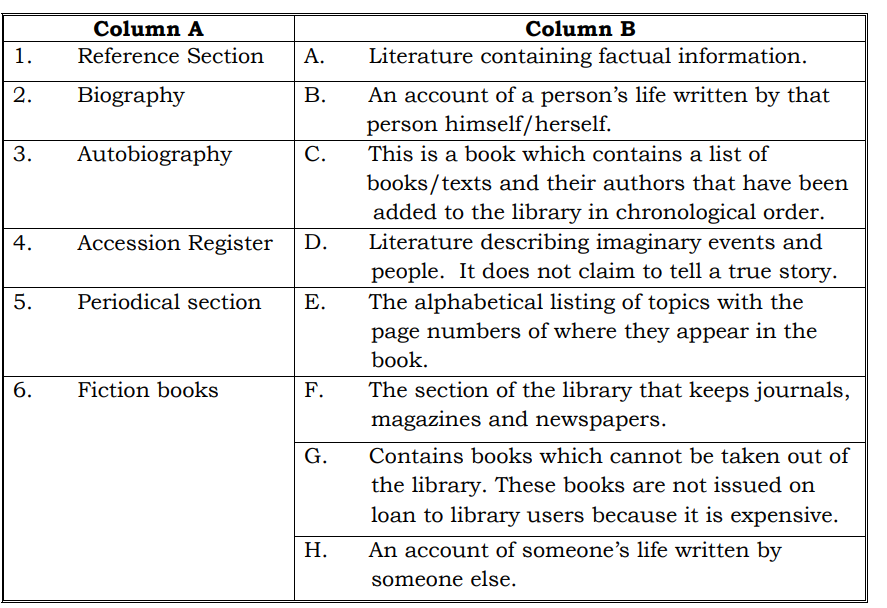 Column A Column B
1. Reference Section A. Literature containing factual information.
2. Biography B. An account of a person's life written by that
person himself/herself.
3. Autobiography C. This is a book which contains a list of
books/texts and their authors that have been
added to the library in chronological order.
4. Accession Register D. Literature describing imaginary events and
people. It does not claim to tell a true story.
5. Periodical section E. The alphabetical listing of topics with the
page numbers of where they appear in the
book.
6. Fiction books F. The section of the library that keeps journals,
magazines and newspapers.
G. Contains books which cannot be taken out of
the library. These books are not issued on
loan to library users because it is expensive.
H. An account of someone's life written by
someone else.